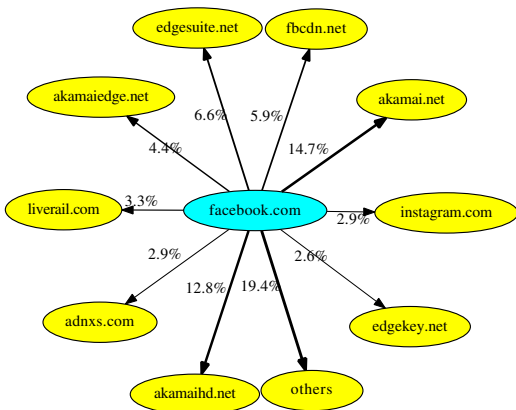 edgesuite.net
fbcdn.net
akamaiedge.net
akamai.net
6.6%
5.9%
4.4%
14.7%
liverail.com
3.3%
facebook.com
2.9%
instagram.com
2.9%
2.6%
12.8%
19.4%
adnxs.com
edgekey.net
akamaihd.net
others